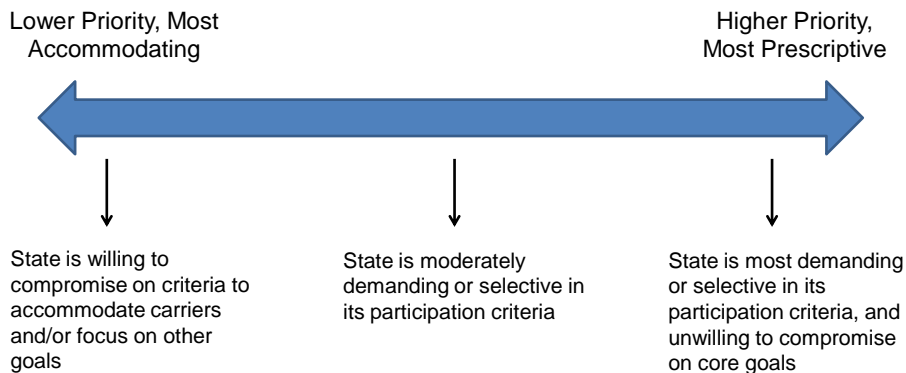 Lower Priority, Most
Accommodating
Higher Priority,
Most Prescriptive
State is willing to
compromise on criteria to
accommodate carriers
and/or focus on other
goals
State is moderately
demanding or selective in
its participation criteria
State is most demanding
or selective in its
participation criteria, and
unwilling to compromise
on core goals